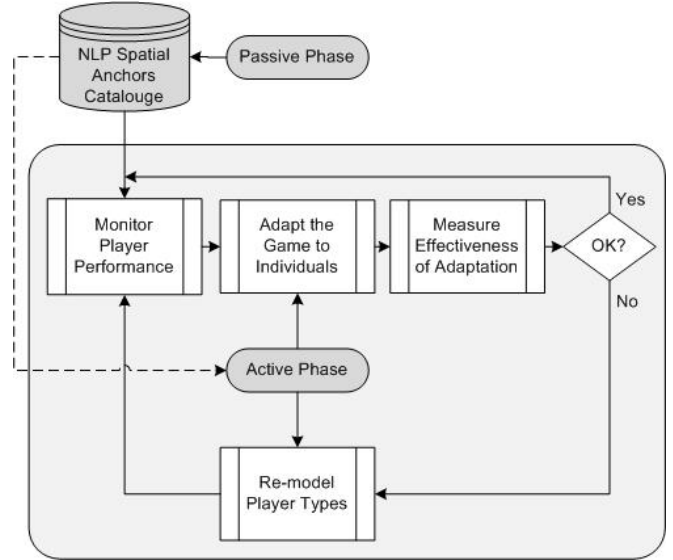 NLP Spatial
Anchors
Catalouge
Passive Phase
Yes
Monitor
Player
Performance
Adapt the
Game to
Individuals
Measure
Effectiveness
of Adaptation
OK?
No
Active Phase
Re-model
Player Types